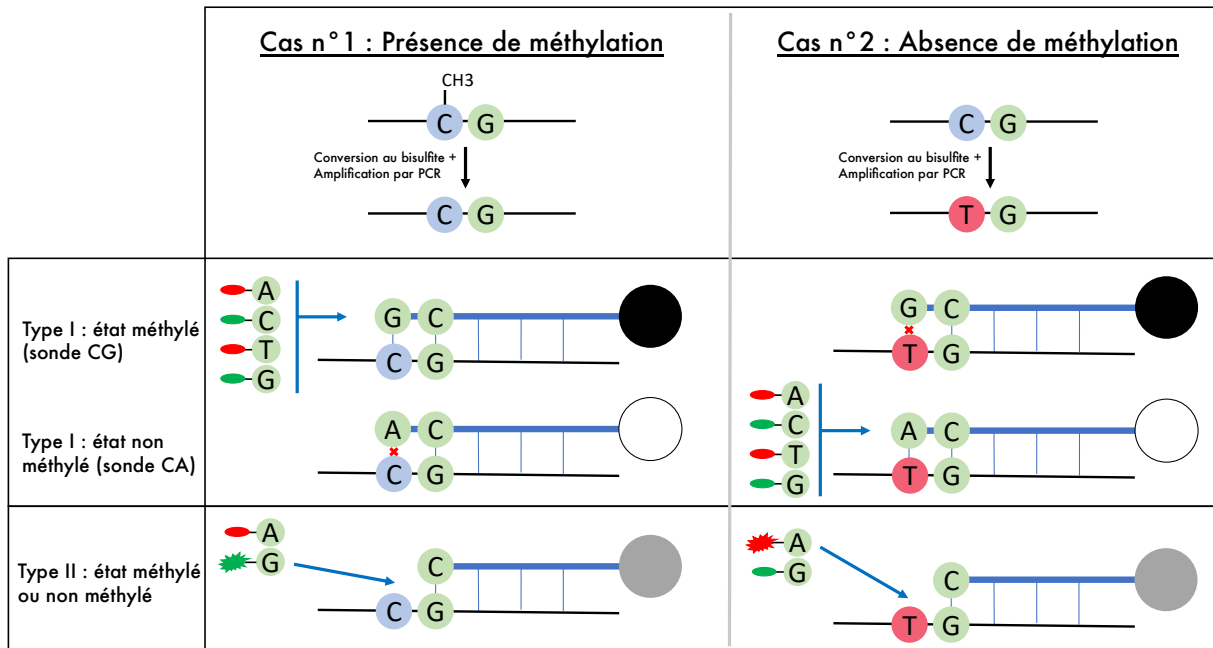 Cas n°1 : Présence de méthylation
CH3
C G
Conversion au bisulfite +
Amplification par PCR
C G
Cas n°2 : Absence de méthylation
C G
Conversion au bisulfite +
Amplification par PCR
T G
Type I : état méthylé
(sonde CG)
A
C
T
G
G C
C G
G C
T G
Type I : état non
méthylé (sonde CA)
A C
C G
A
C
T
G
A C
T G
Type II : état méthylé
ou non méthylé
A
G
C
C G
A
G
C
T G